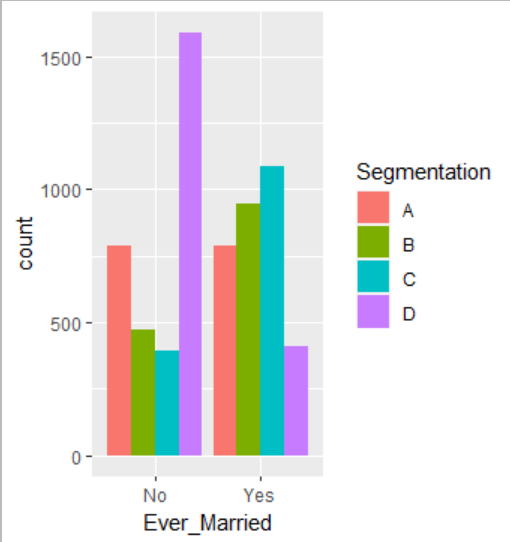 1500
1000
500
0
count
No
Yes
Ever_Married
Segmentation
A
B
C
D